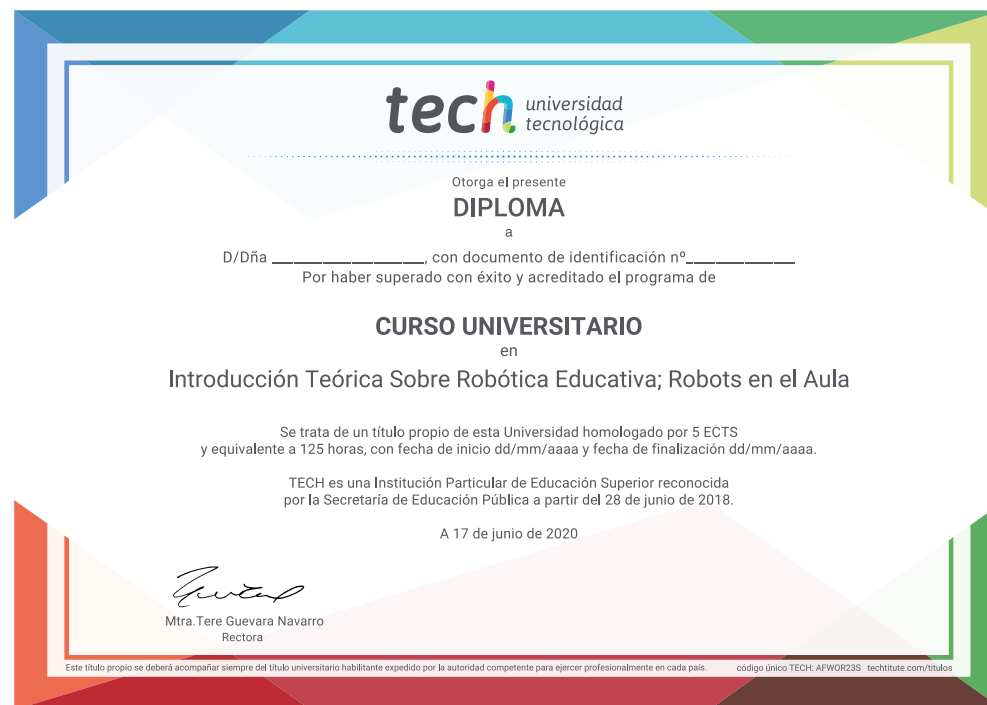 tech universidad
tecnológica
Otorga el presente
DIPLOMA
a
D/Dña ______________, con documento de identificación nº__________
Por haber superado con éxito y acreditado el programa de
CURSO UNIVERSITARIO
en
Introducción Teórica Sobre Robótica Educativa; Robots en el Aula
Se trata de un título propio de esta Universidad homologado por 5 ECTS
y equivalente a 125 horas, con fecha de inicio dd/mm/aaaa y fecha de finalización dd/mm/aaaa.
TECH es una Institución Particular de Educación Superior reconocida
por la Secretaría de Educación Pública a partir del 28 de junio de 2018.
A 17 de junio de 2020
Mtra.Tere Guevara Navarro
Rectora
Este título propio se deberá acompañar siempre del título universitario habilitante expedido por la autoridad competente para ejercer profesionalmente en cada país. código único TECH: AFWOR23S techtitute.com/titulos